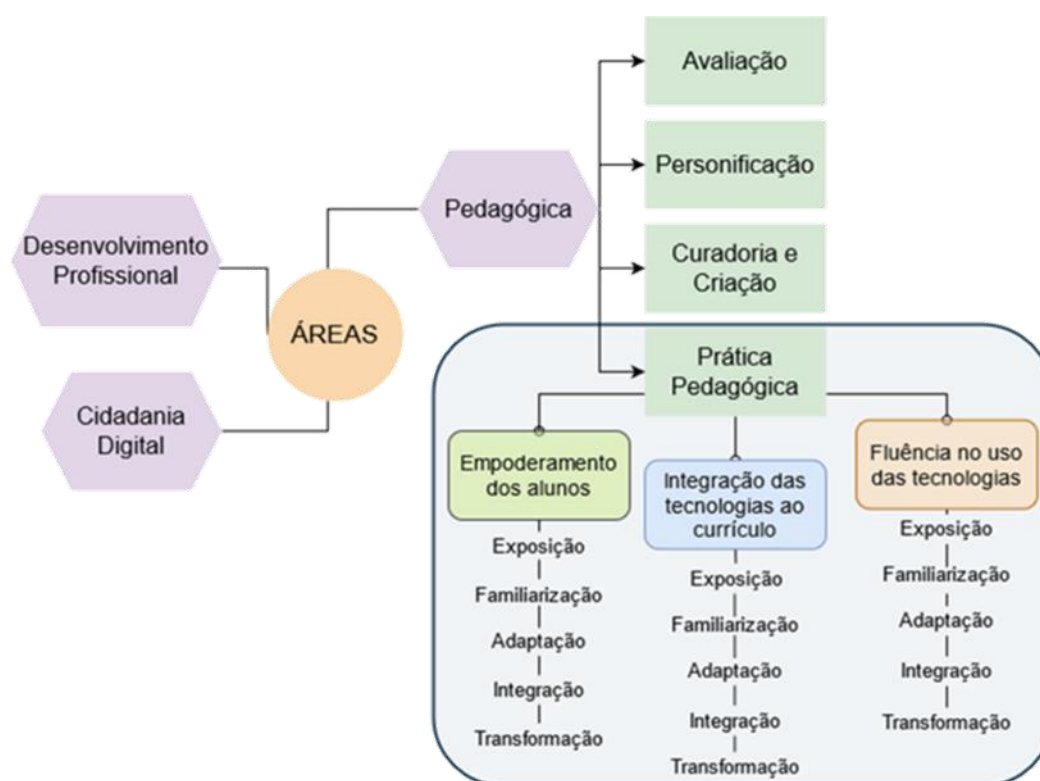 Avaliação
Personificação
Pedagógica
Desenvolvimento
Profissional
Curadoria e
Criação
ÁREAS
Prática
Pedagógica
Cidadania
Digital
Empoderamento
dos alunos
Exposição
Familiarização
Adaptação
Integração
Transformação
Integração das
tecnologias ao
currículo
Exposição
Familiarização
Adaptação
Integração
Transformação
Fluência no uso
das tecnologias
Exposição
Familiarização
Adaptação
Integração
Transformação